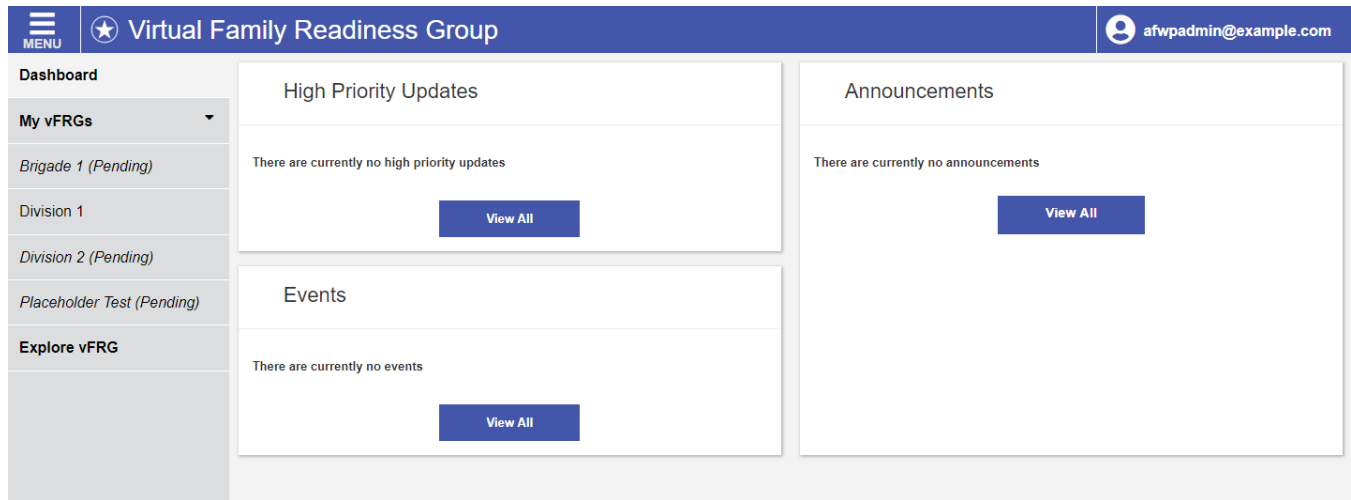 MENU
Virtual Family Readiness Group
afwpadmin@example.com
Dashboard
My vFRGs
Brigade 1 (Pending)
Division 1
Division 2 (Pending)
Placeholder Test (Pending)
Explore vFRG
High Priority Updates
There are currently no high priority updates
View All
Events
There are currently no events
View All
Announcements
There are currently no announcements
View All